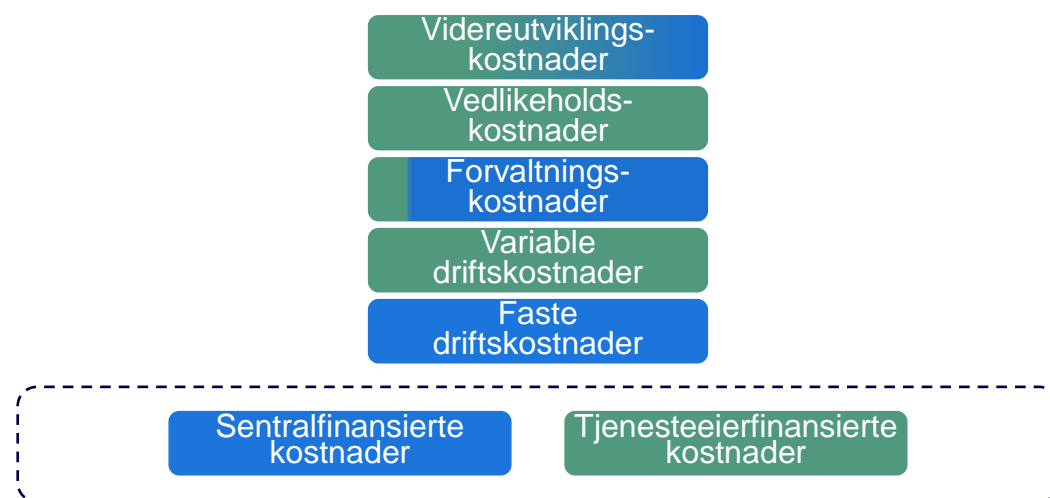 Videreutviklings-
kostnader
Vedlikeholds-
kostnader
Forvaltnings-
kostnader
Variable
driftskostnader
Faste
driftskostnader
Sentralfinansierte
kostnader
Tjenesteeierfinansierte
kostnader